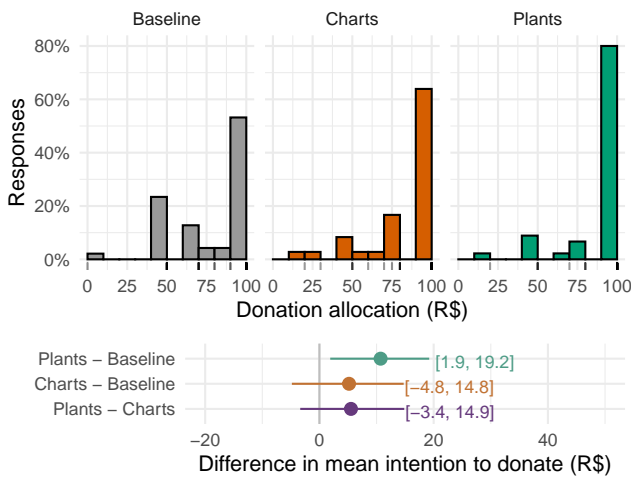 Baseline Charts Plants
80%
60%
40%
20%
0%
Responses
0 25 50 75 100 0 25 50 75 100 0 25 50 75 100
Donation allocation (R$)
Plants − Baseline [1.9, 19.2]
Charts − Baseline [−4.8, 14.8]
Plants − Charts [−3.4, 14.9]
−20 0 20 40
Difference in mean intention to donate (R$)